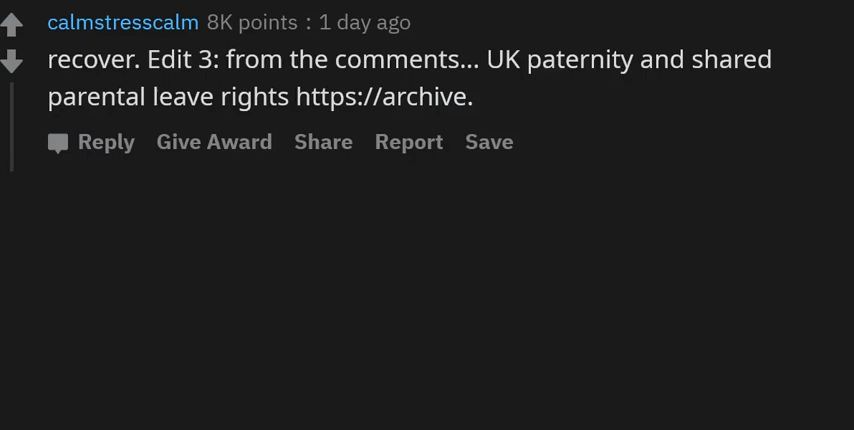 calmstresscalm 8K points : 1 day ago
recover. Edit 3: from the comments... UK paternity and shared
parental leave rights https://archive.
Reply Give Award Share Report Save